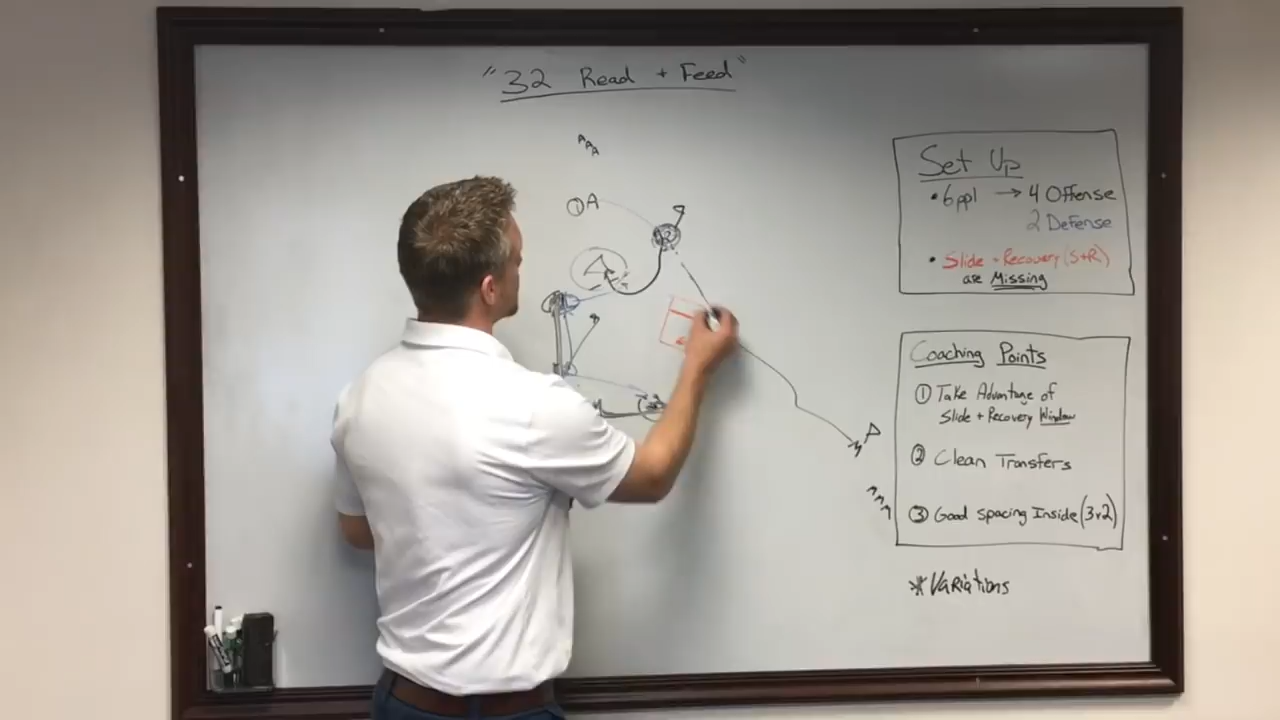 "32 Read + Feed"
A
A
A
① A
Set Up
• 6ppl → 4 Offense
2 Defense
• Slide + Recovery (S+R)
are Missing
Coaching Points
① Take Advantage of
Slide + Recovery Window
② Clean Transfers
③ Good Spacing Inside (3v2)
* Variations